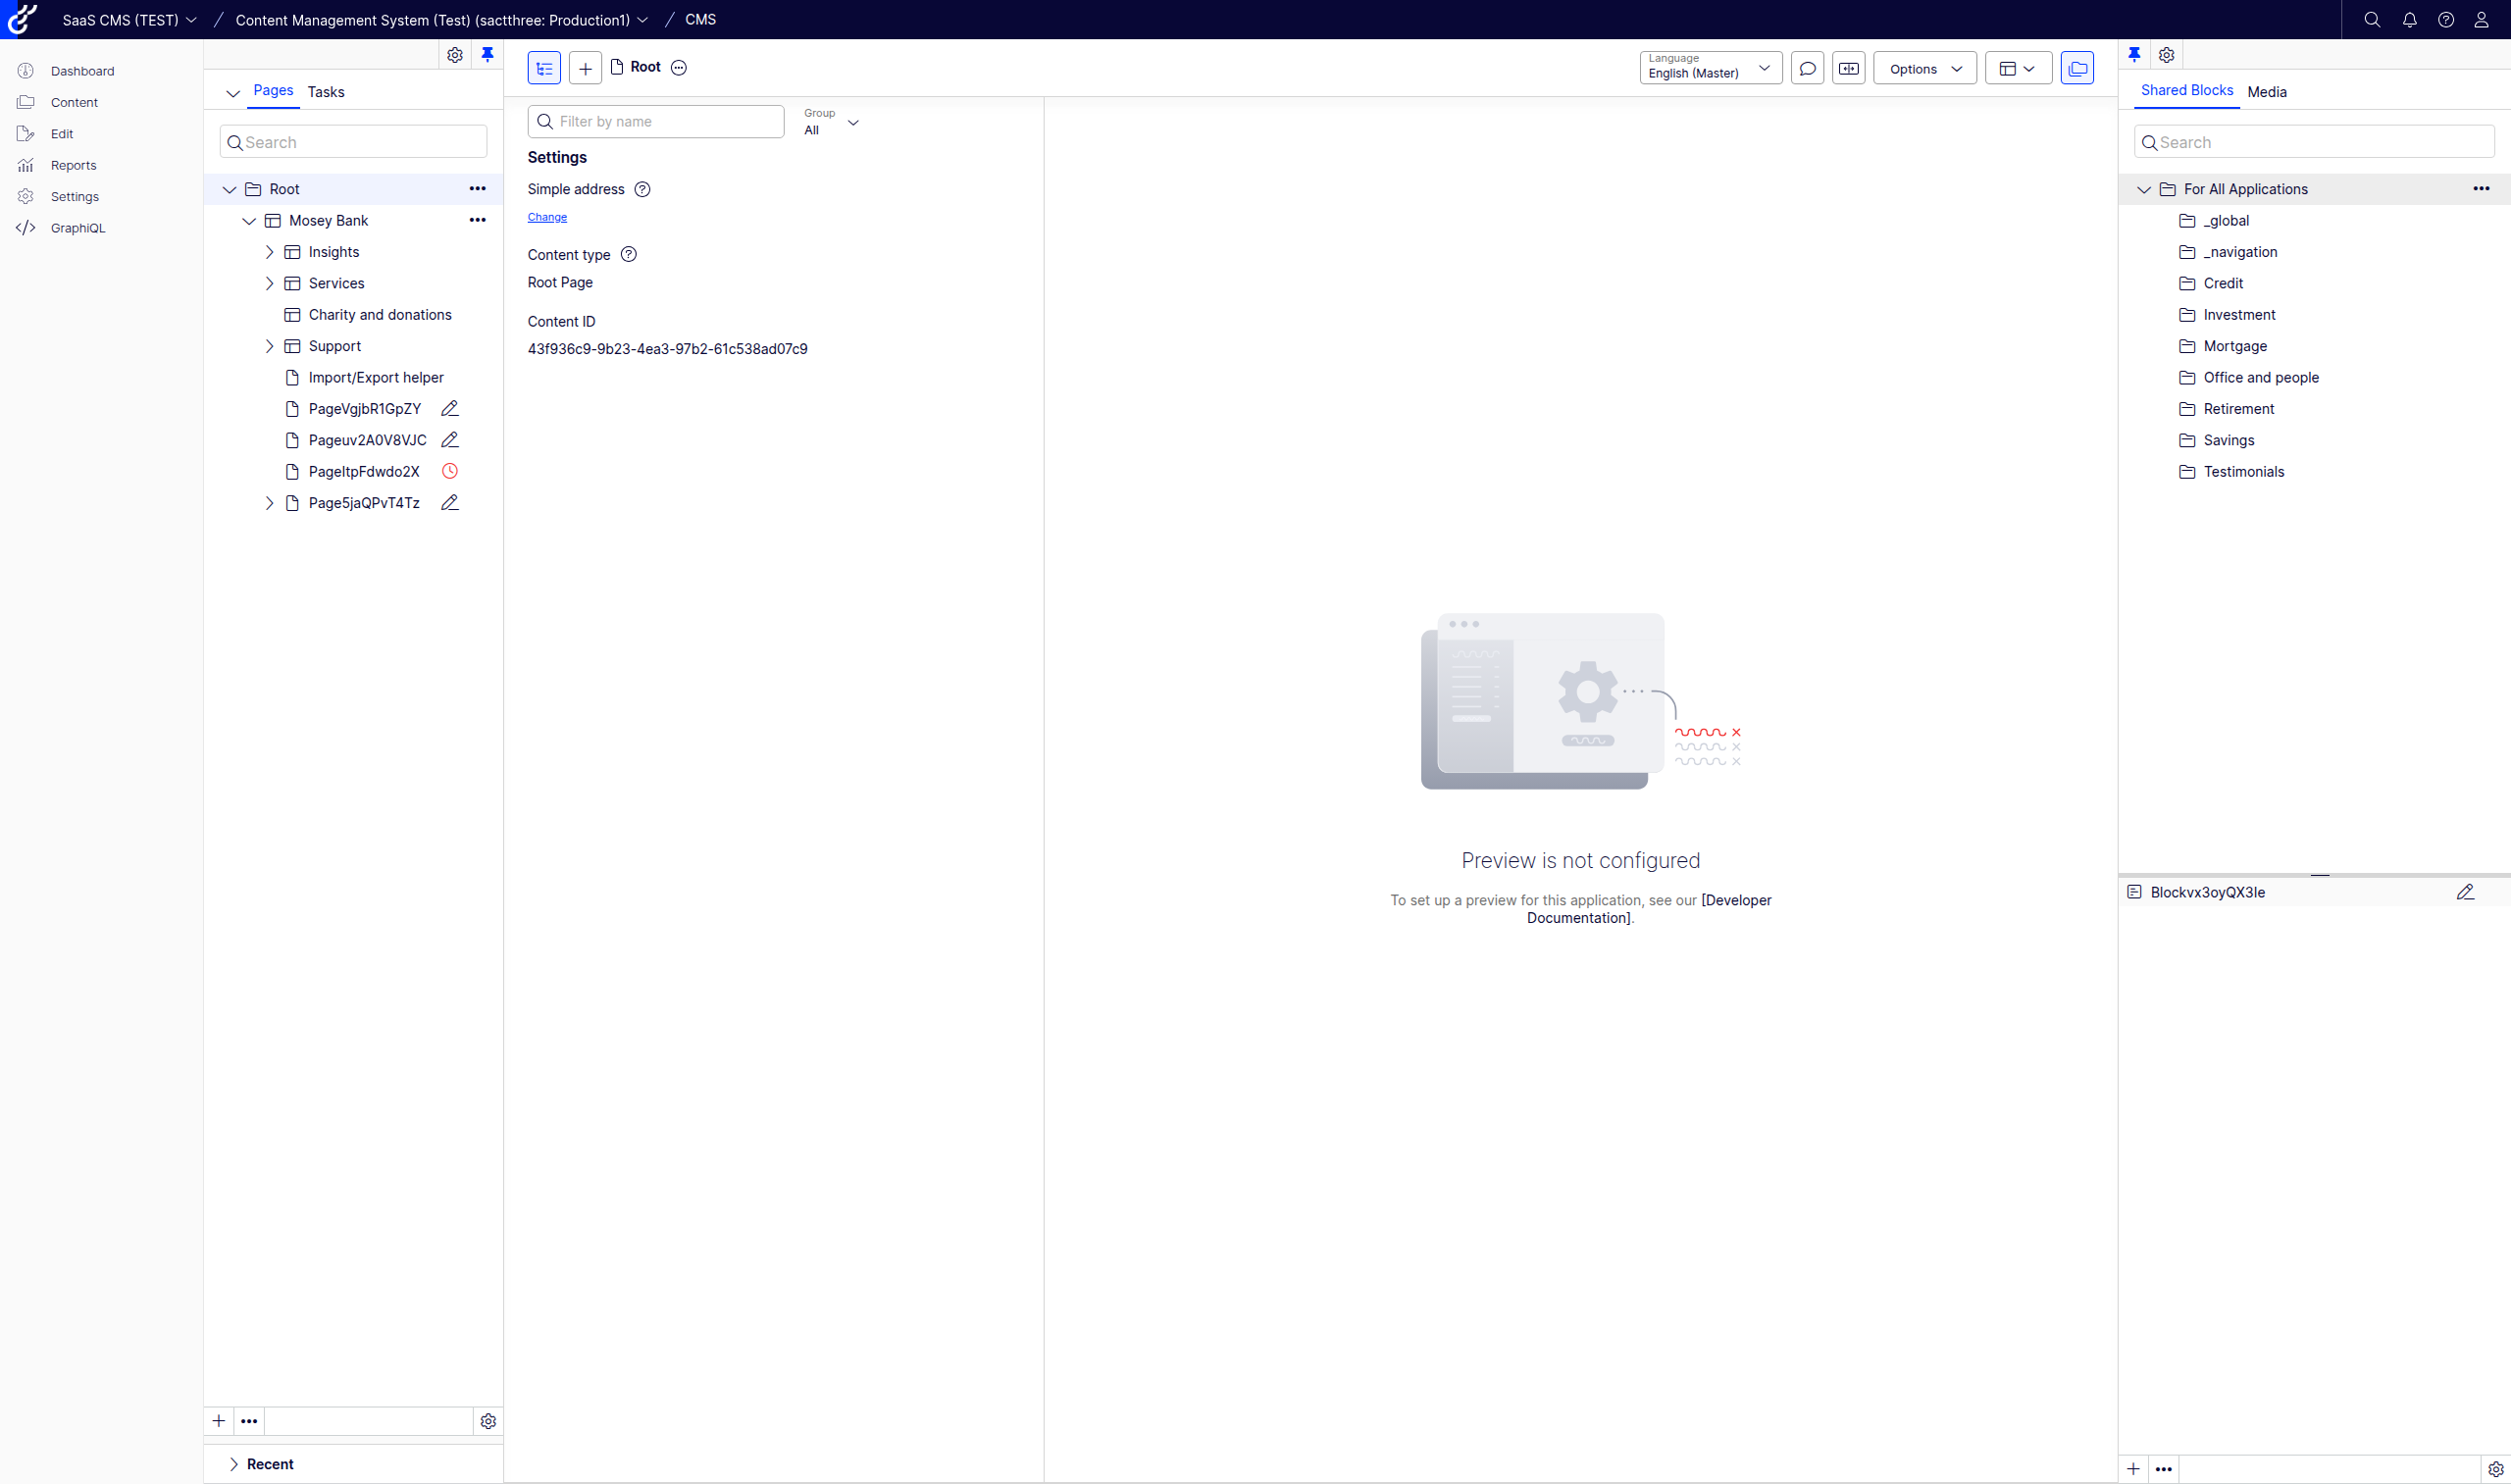 SaaS CMS (TEST) / Content Management System (Test) (sactthree: Production1) / CMS
Dashboard
Content
Edit
Reports
Settings
GraphiQL
Pages Tasks
Search
Root
Mosey Bank
Insights
Services
Charity and donations
Support
Import/Export helper
PageVgjbR1GpZY
Pageuv2A0V8VJC
PageItpFdwdo2X
Page5jaQPvT4Tz
Recent
Root
Language
English (Master)
Options
Filter by name
Group
All
Settings
Simple address
Change
Content type
Root Page
Content ID
43f936c9-9b23-4ea3-97b2-61c538ad07c9
Preview is not configured
To set up a preview for this application, see our [Developer
Documentation].
Shared Blocks Media
Search
For All Applications
_global
_navigation
Credit
Investment
Mortgage
Office and people
Retirement
Savings
Testimonials
Blockvx3oyQX3Ie